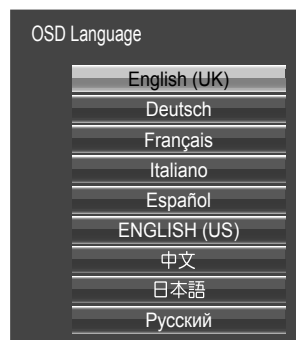 OSD Language
English (UK)
Deutsch
Français
Italiano
Español
ENGLISH (US)
中文
日本語
Русский